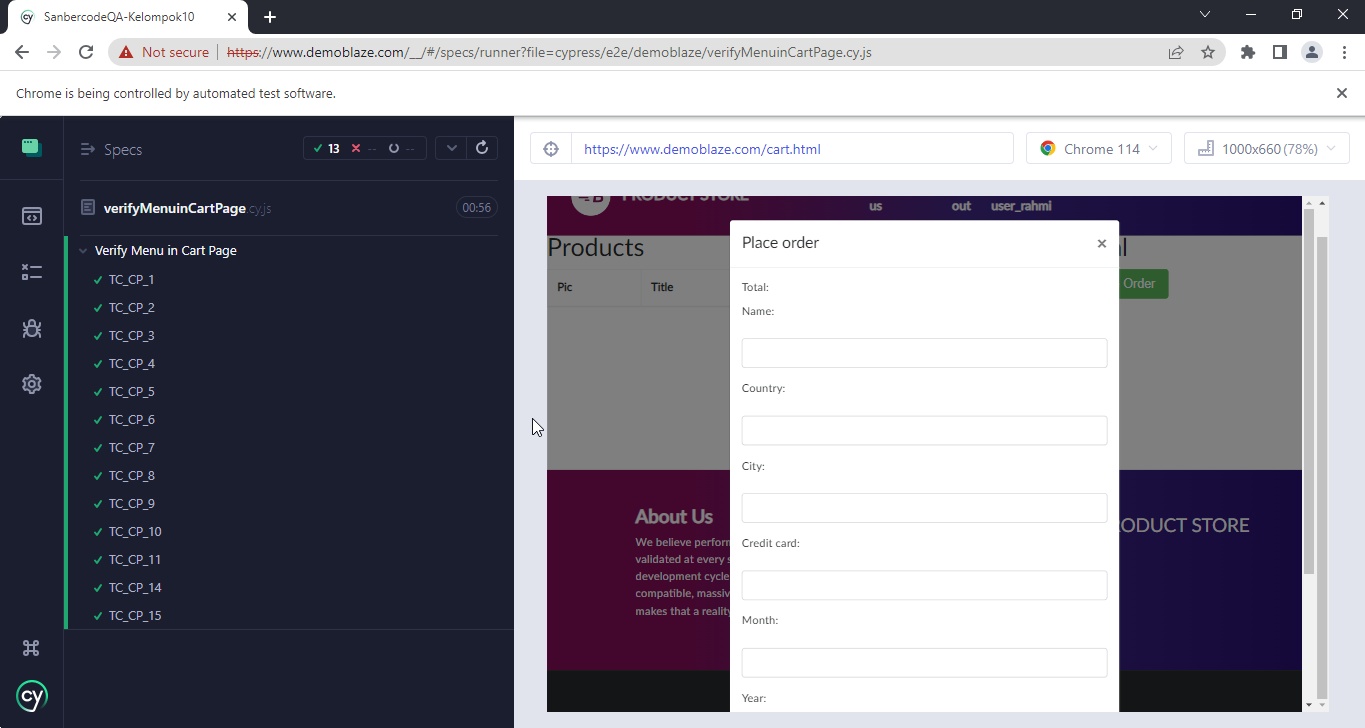 SanbercodeQA-Kelompok10
Not secure https://www.demoblaze.com/__/#/specs/runner?file=cypress/e2e/demoblaze/verifyMenuinCartPage.cy.js
Chrome is being controlled by automated test software.
Specs
13 -- --
verifyMenuinCartPage.cy.js
00:56
Verify Menu in Cart Page
TC_CP_1
TC_CP_2
TC_CP_3
TC_CP_4
TC_CP_5
TC_CP_6
TC_CP_7
TC_CP_8
TC_CP_9
TC_CP_10
TC_CP_11
TC_CP_14
TC_CP_15
cy
https://www.demoblaze.com/cart.html
Chrome 114
1000x660 (78%)
PRODUCT STORE
us out user_rahmi
Products
Pic Title
Order
Place order
Total:
Name:
Country:
City:
Credit card:
Month:
Year:
About Us
We believe perform
validated at every s
development cycle
compatible, massiv
makes that a reality
RODUCT STORE